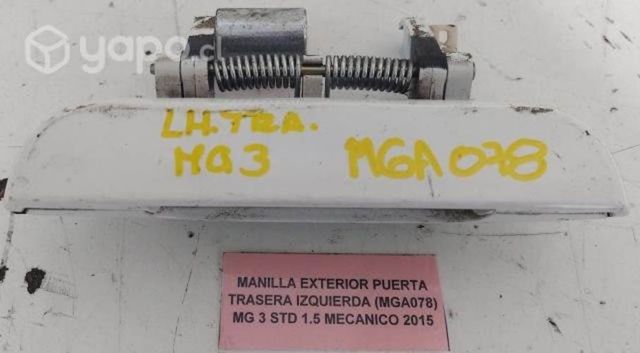 yapo.cl
LH.TRA.
MG3 MGA078
MANILLA EXTERIOR PUERTA
TRASERA IZQUIERDA (MGA078)
MG 3 STD 1.5 MECANICO 2015